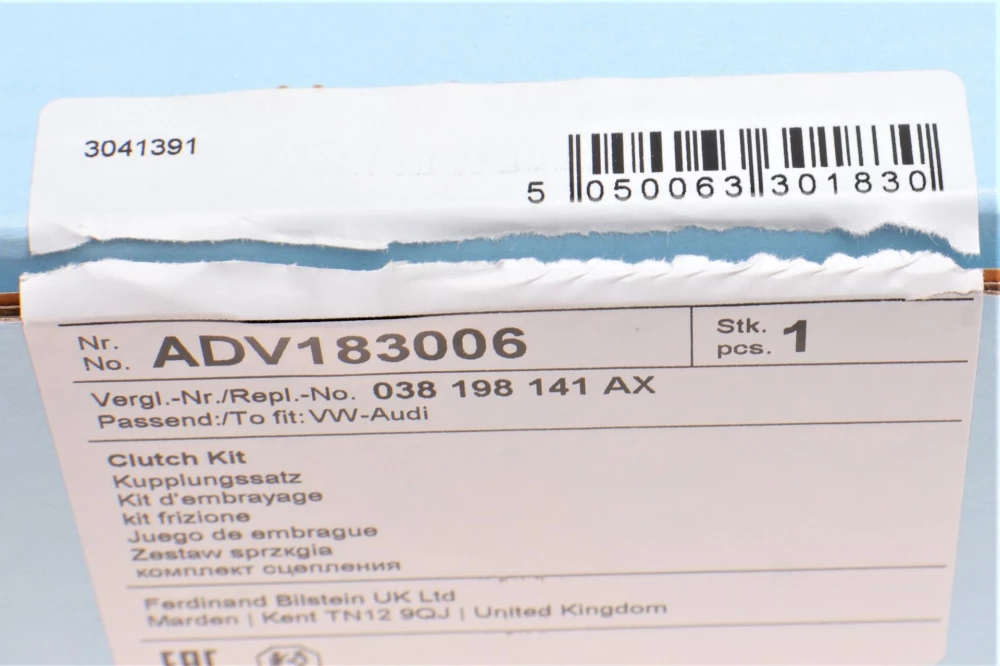 3041391
5 050063 301830
Nr.
No. ADV183006
Stk.
pcs. 1
Vergl.-Nr./Repl.-No. 038 198 141 AX
Passend:/To fit: VW-Audi
Clutch Kit
Kupplungssatz
Kit d'embrayage
kit frizione
Juego de embrague
Zestaw sprzкgіa
комплект сцепления
Ferdinand Bilstein UK Ltd
Marden | Kent TN12 9QJ | United Kingdom
EAC